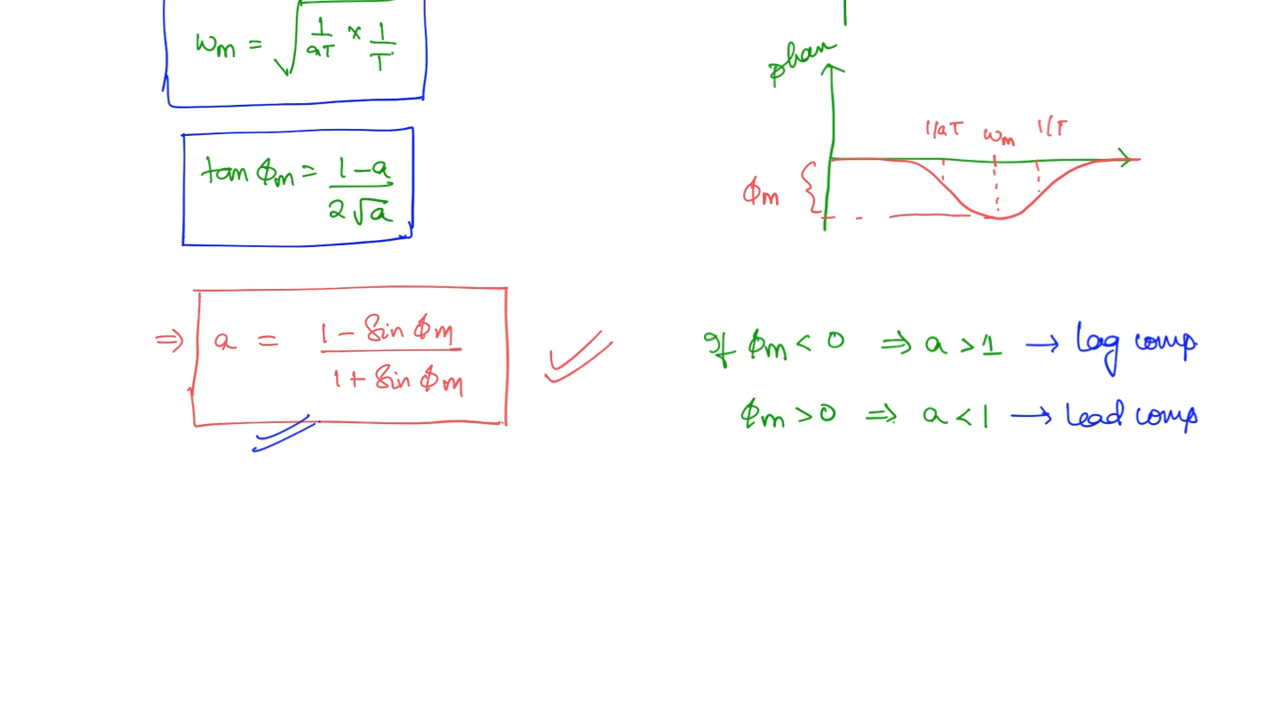 ωm = √(1/aT × 1/T)
tan ϕm = (1-a)/(2√a)
⇒ a = (1 - Sin ϕm)/(1 + Sin ϕm)
1/aT ωm 1/T
ϕm
If ϕm < 0 ⇒ a > 1 → Lag comp
ϕm > 0 ⇒ a < 1 → Lead comp